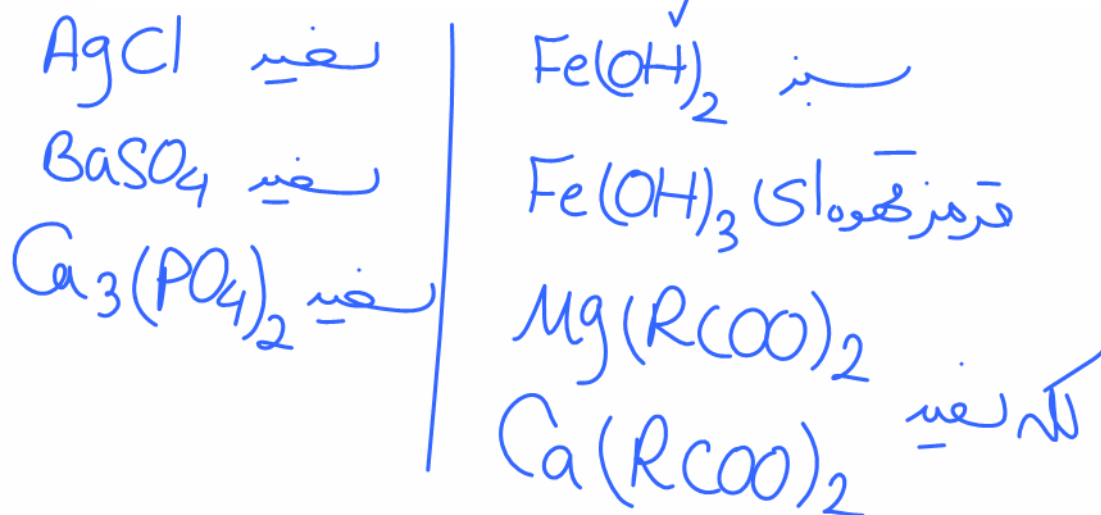 AgCl سفید
BaSO4 سفید
Ca3(PO4)2 سفید
Fe(OH)2 سبز
Fe(OH)3 قرمز قهوه‌ای
Mg(RCOO)2
Ca(RCOO)2
لکه سفید